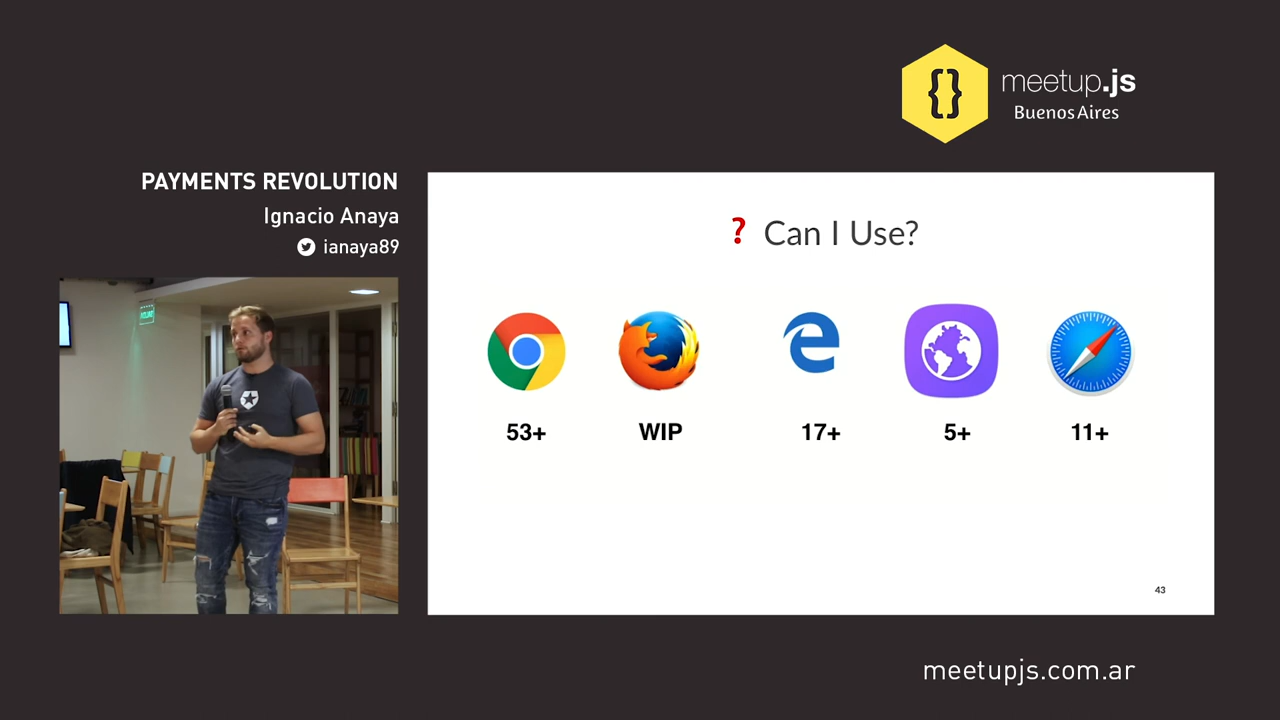 {}
meetup.js
Buenos Aires
PAYMENTS REVOLUTION
Ignacio Anaya
ianaya89
? Can I Use?
53+
WIP
17+
5+
11+
43
meetupjs.com.ar